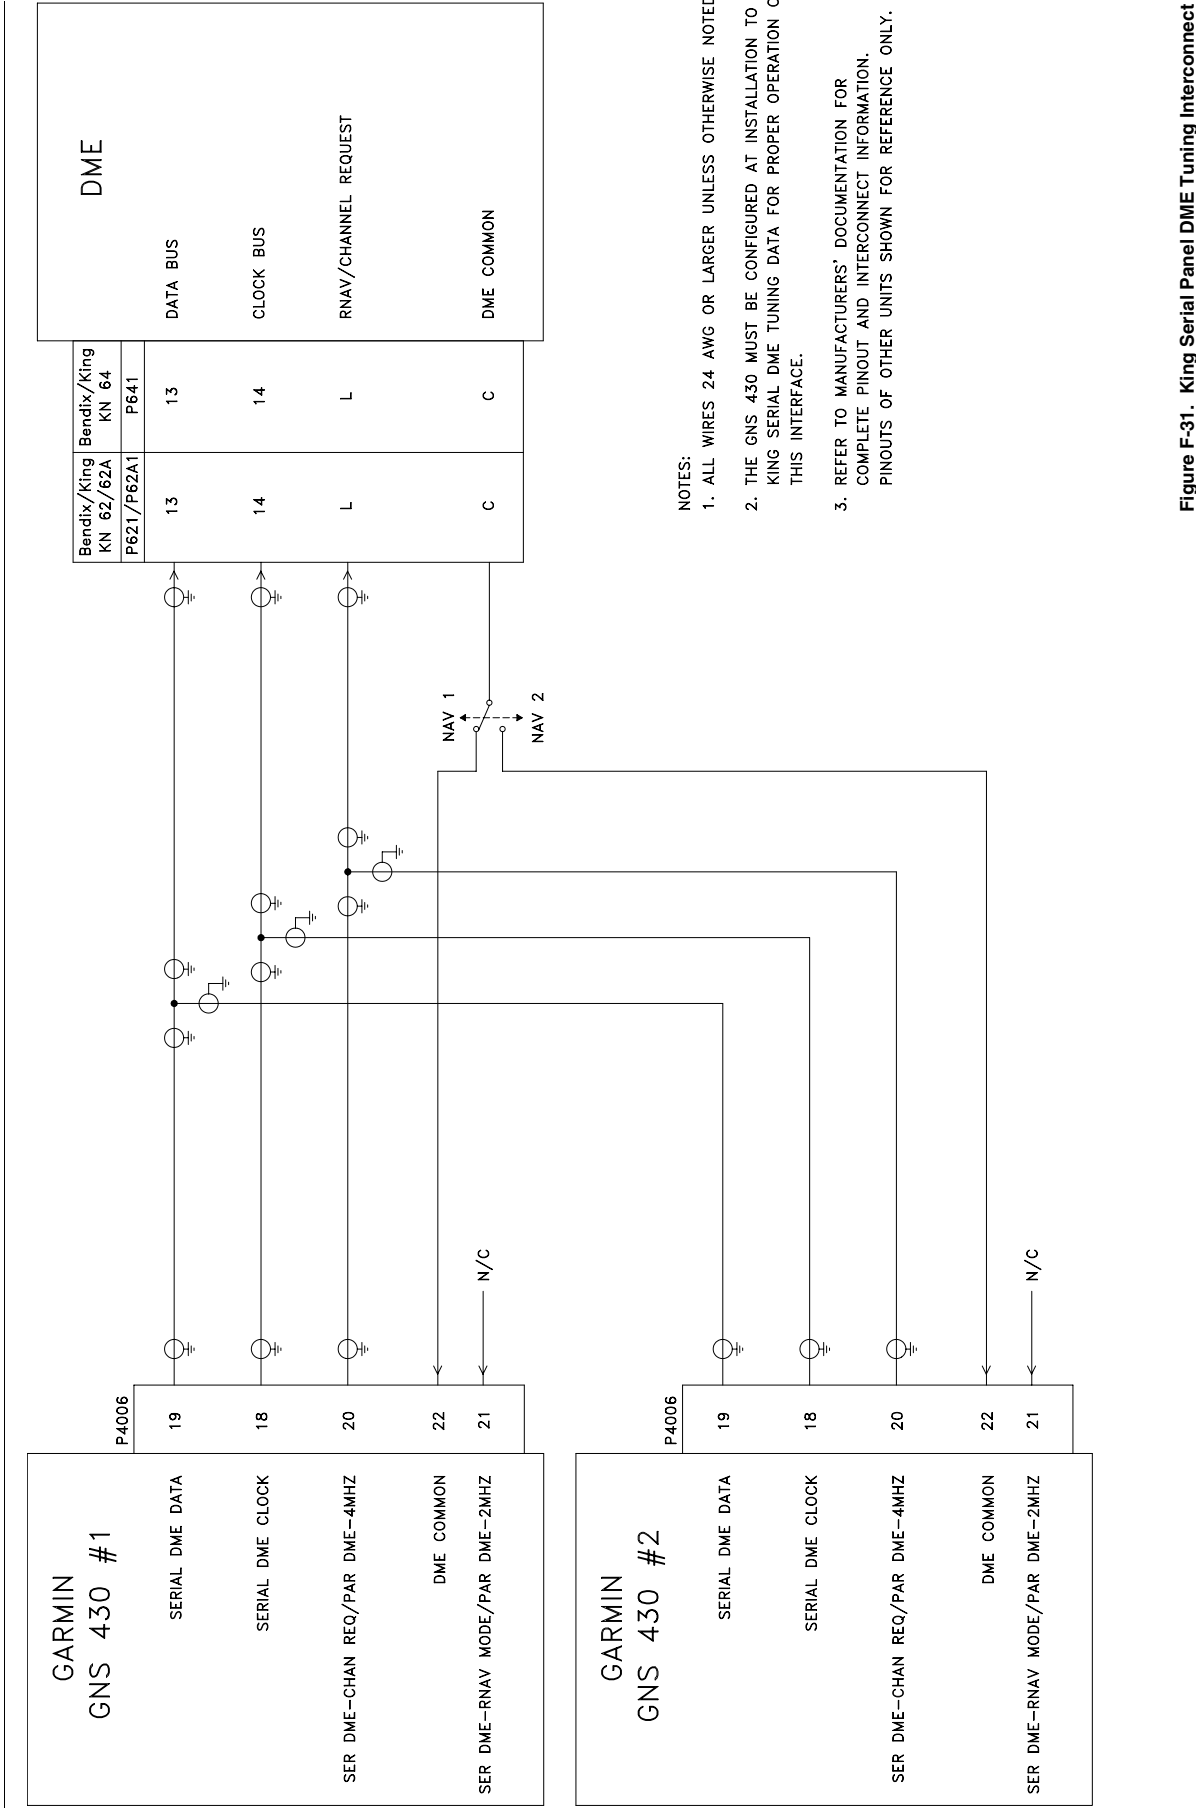 GARMIN
GNS 430 #1
P4006
SERIAL DME DATA 19
SERIAL DME CLOCK 18
SER DME-CHAN REQ/PAR DME-4MHZ 20
DME COMMON 22
SER DME-RNAV MODE/PAR DME-2MHZ 21
N/C
GARMIN
GNS 430 #2
P4006
SERIAL DME DATA 19
SERIAL DME CLOCK 18
SER DME-CHAN REQ/PAR DME-4MHZ 20
DME COMMON 22
SER DME-RNAV MODE/PAR DME-2MHZ 21
N/C
NAV 1
NAV 2
Bendix/King Bendix/King
KN 62/62A KN 64
P621/P62A1 P641
DME
13 13 DATA BUS
14 14 CLOCK BUS
L L RNAV/CHANNEL REQUEST
C C DME COMMON
NOTES:
1. ALL WIRES 24 AWG OR LARGER UNLESS OTHERWISE NOTED
2. THE GNS 430 MUST BE CONFIGURED AT INSTALLATION TO
KING SERIAL DME TUNING DATA FOR PROPER OPERATION
THIS INTERFACE.
3. REFER TO MANUFACTURERS' DOCUMENTATION FOR
COMPLETE PINOUT AND INTERCONNECT INFORMATION.
PINOUTS OF OTHER UNITS SHOWN FOR REFERENCE ONLY.
Figure F-31. King Serial Panel DME Tuning Interconnect